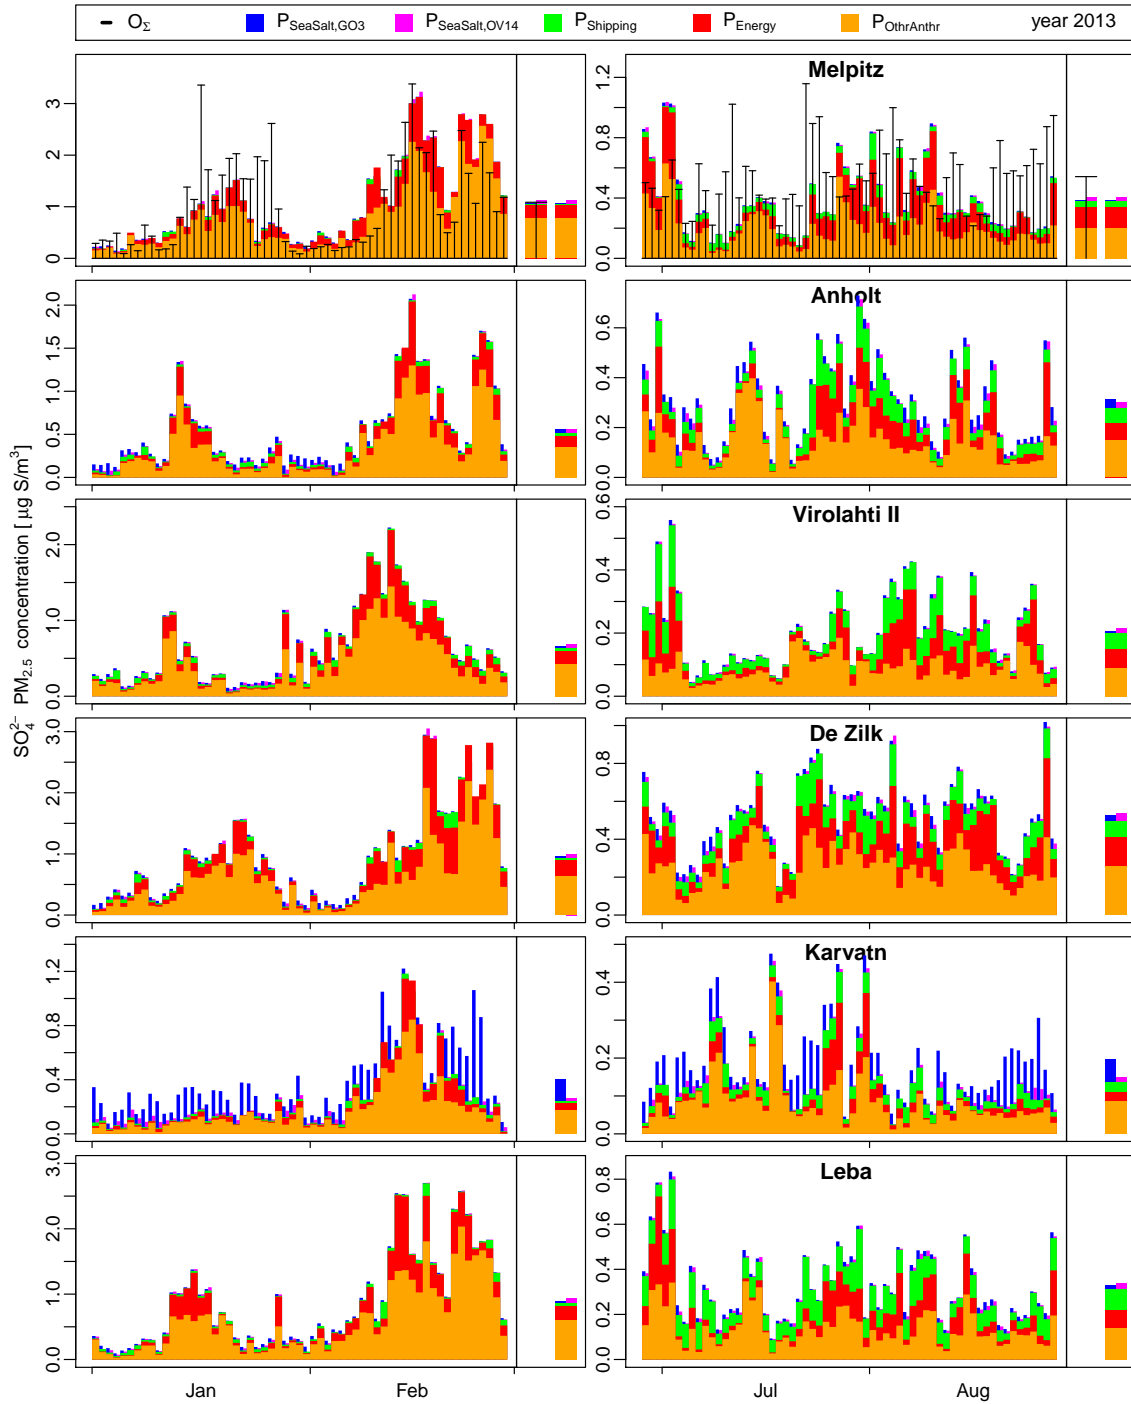 O_Σ P_SeaSalt,GO3 P_SeaSalt,OV14 P_Shipping P_Energy P_OthrAnthr year 2013
SO₄²⁻ PM₂.₅ concentration [ μg S/m³]
Melpitz
0 1 2 3
0.0 0.4 0.8 1.2
Anholt
0.0 0.5 1.0 1.5 2.0
0.0 0.2 0.4 0.6
Virolahti II
0.0 1.0 2.0
0.0 0.2 0.4 0.6
De Zilk
0.0 1.0 2.0 3.0
0.0 0.4 0.8
Karvatn
0.0 0.4 0.8 1.2
0.0 0.2 0.4
Leba
0.0 1.0 2.0 3.0
0.0 0.2 0.4 0.6 0.8
Jan Feb Jul Aug